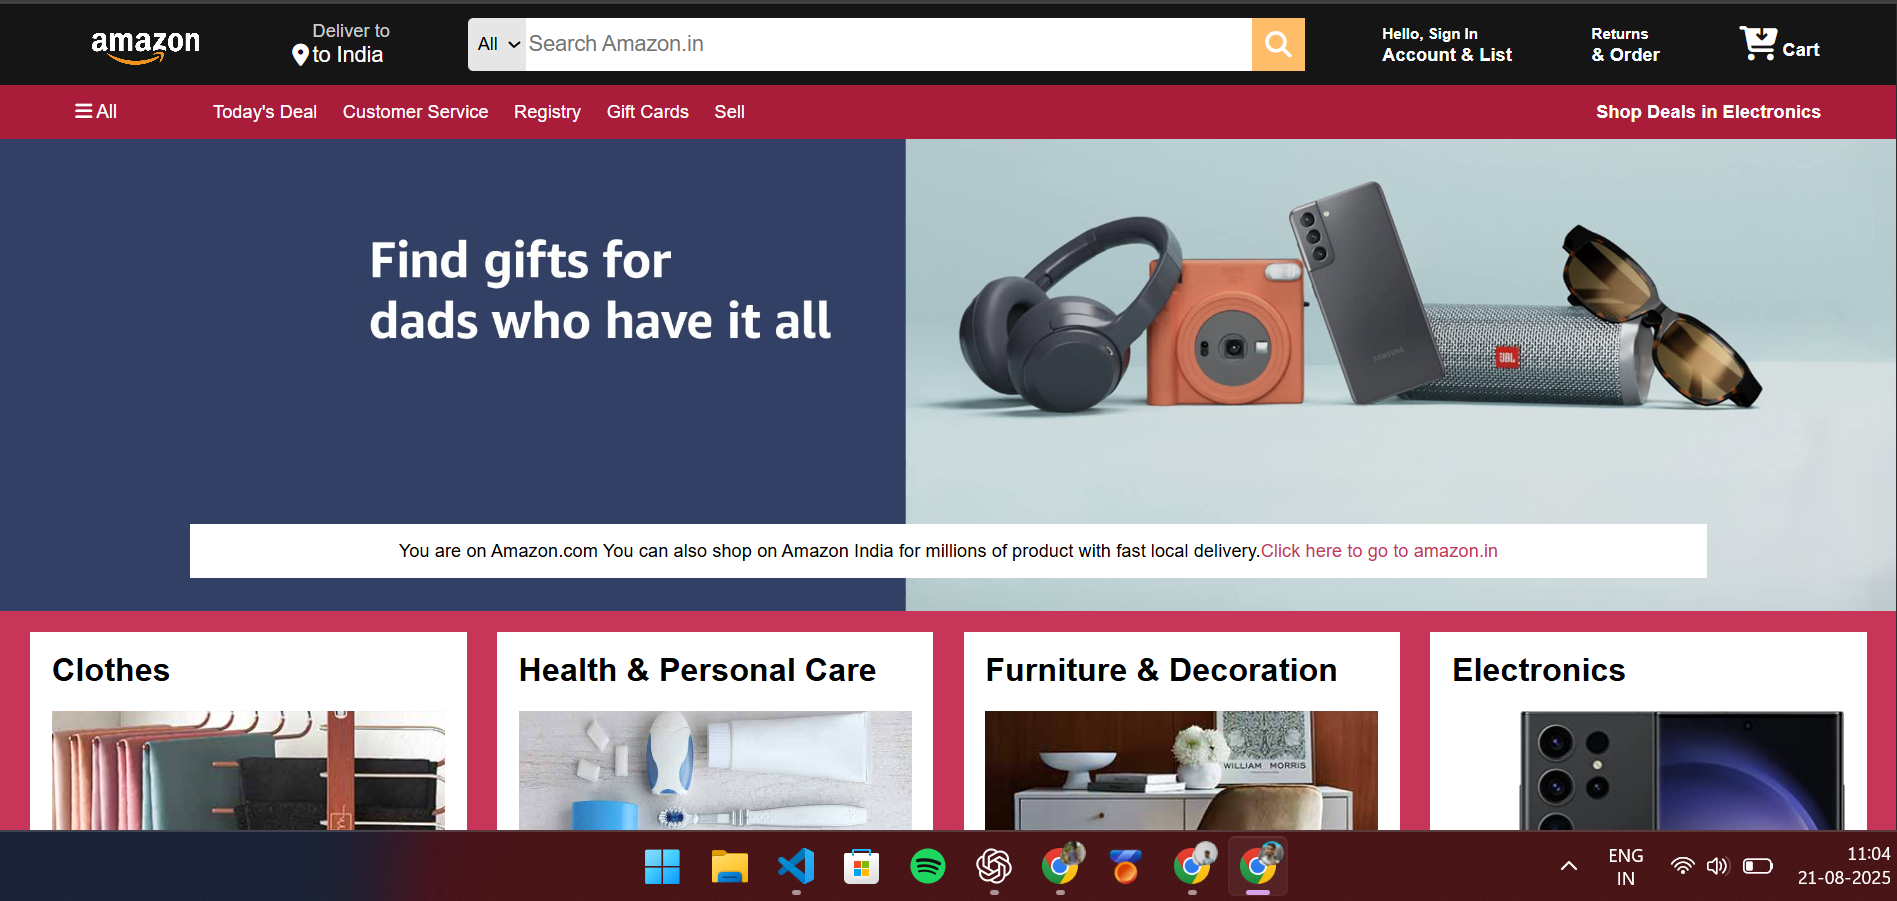 amazon
Deliver to
to India
All
Search Amazon.in
Hello, Sign In
Account & List
Returns
& Order
Cart
All
Today's Deal
Customer Service
Registry
Gift Cards
Sell
Shop Deals in Electronics
Find gifts for
dads who have it all
SAMSUNG
JBL
You are on Amazon.com You can also shop on Amazon India for millions of product with fast local delivery.Click here to go to amazon.in
Clothes
Health & Personal Care
Furniture & Decoration
Electronics
WILLIAM MORRIS
ENG
IN
11:04
21-08-2025